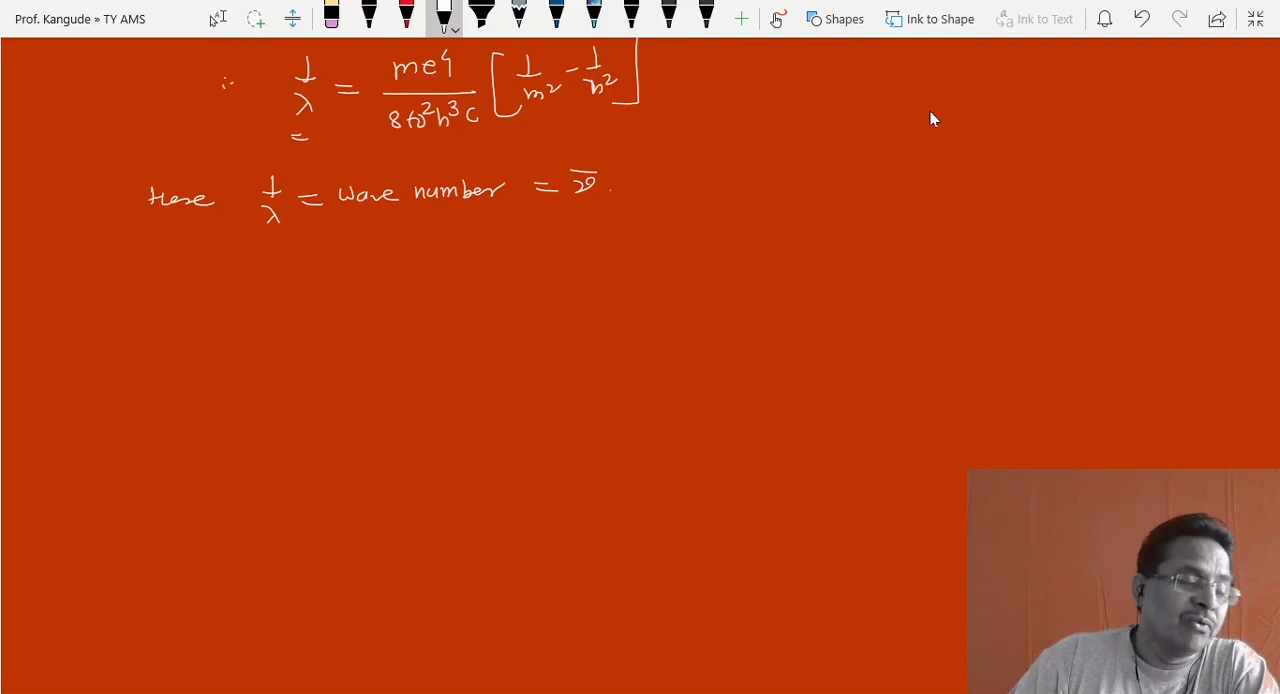 Prof. Kangude » TY AMS Shapes Ink to Shape Ink to Text
∴ 1/λ = me4/8ε0²h³c [1/m² - 1/n²]
Here 1/λ = wave number = ν̅.